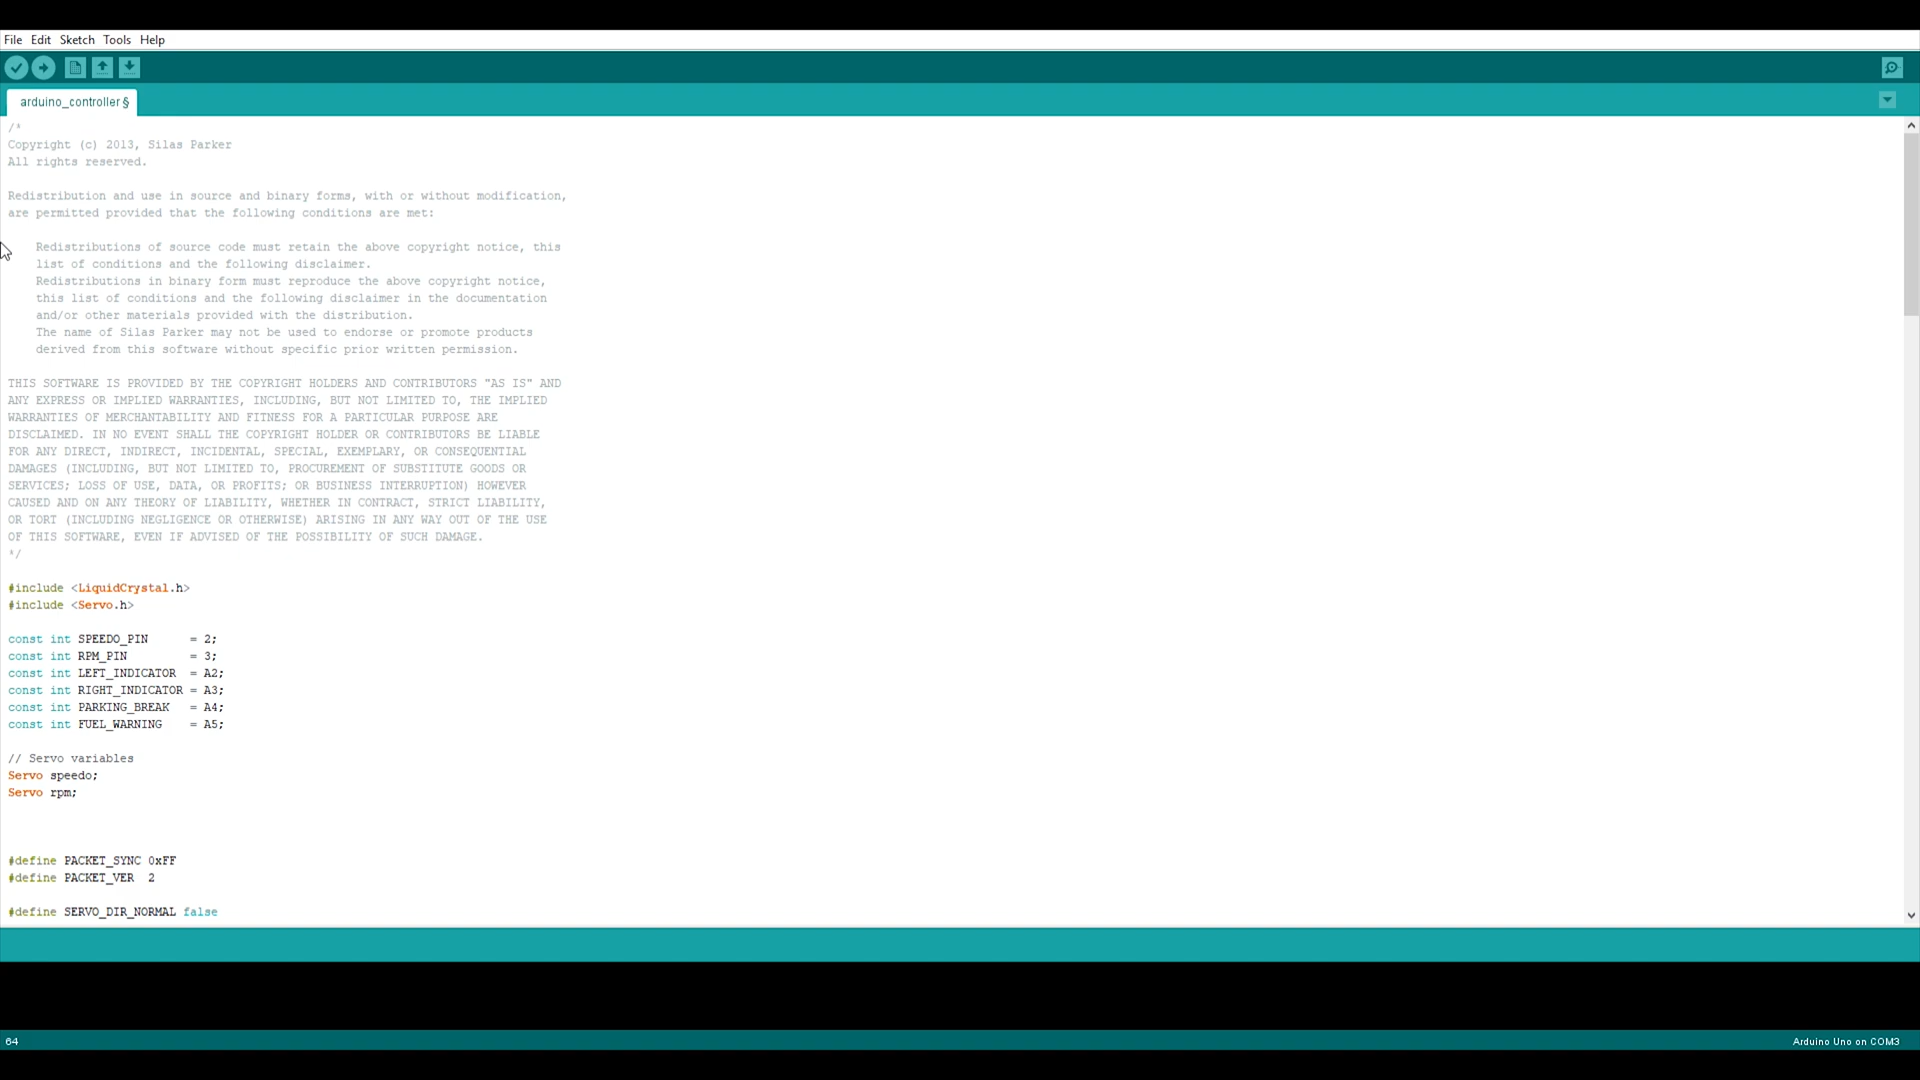 File Edit Sketch Tools Help
arduino_controller §
/*
Copyright (c) 2013, Silas Parker
All rights reserved.
Redistribution and use in source and binary forms, with or without modification,
are permitted provided that the following conditions are met:
Redistributions of source code must retain the above copyright notice, this
list of conditions and the following disclaimer.
Redistributions in binary form must reproduce the above copyright notice,
this list of conditions and the following disclaimer in the documentation
and/or other materials provided with the distribution.
The name of Silas Parker may not be used to endorse or promote products
derived from this software without specific prior written permission.
THIS SOFTWARE IS PROVIDED BY THE COPYRIGHT HOLDERS AND CONTRIBUTORS "AS IS" AND
ANY EXPRESS OR IMPLIED WARRANTIES, INCLUDING, BUT NOT LIMITED TO, THE IMPLIED
WARRANTIES OF MERCHANTABILITY AND FITNESS FOR A PARTICULAR PURPOSE ARE
DISCLAIMED. IN NO EVENT SHALL THE COPYRIGHT HOLDER OR CONTRIBUTORS BE LIABLE
FOR ANY DIRECT, INDIRECT, INCIDENTAL, SPECIAL, EXEMPLARY, OR CONSEQUENTIAL
DAMAGES (INCLUDING, BUT NOT LIMITED TO, PROCUREMENT OF SUBSTITUTE GOODS OR
SERVICES; LOSS OF USE, DATA, OR PROFITS; OR BUSINESS INTERRUPTION) HOWEVER
CAUSED AND ON ANY THEORY OF LIABILITY, WHETHER IN CONTRACT, STRICT LIABILITY,
OR TORT (INCLUDING NEGLIGENCE OR OTHERWISE) ARISING IN ANY WAY OUT OF THE USE
OF THIS SOFTWARE, EVEN IF ADVISED OF THE POSSIBILITY OF SUCH DAMAGE.
*/
#include <LiquidCrystal.h>
#include <Servo.h>
const int SPEEDO_PIN = 2;
const int RPM_PIN = 3;
const int LEFT_INDICATOR = A2;
const int RIGHT_INDICATOR = A3;
const int PARKING_BREAK = A4;
const int FUEL_WARNING = A5;
// Servo variables
Servo speedo;
Servo rpm;
#define PACKET_SYNC 0xFF
#define PACKET_VER 2
#define SERVO_DIR_NORMAL false
64
Arduino Uno on COM3